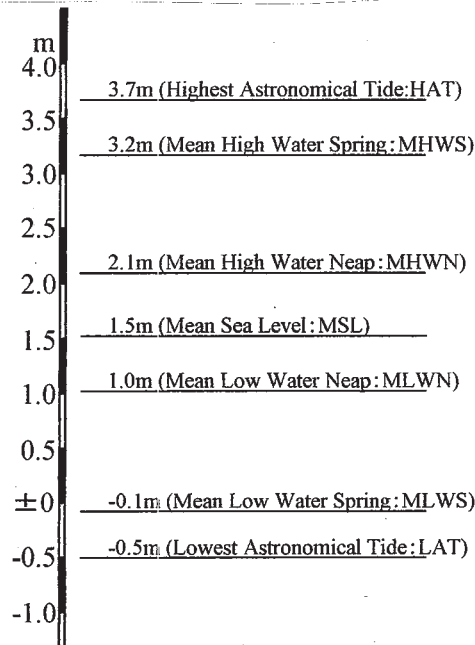 m
4.0
3.7m (Highest Astronomical Tide:HAT)
3.5
3.2m (Mean High Water Spring:MHWS)
3.0
2.5
2.1m (Mean High Water Neap:MHWN)
2.0
1.5m (Mean Sea Level:MSL)
1.5
1.0m (Mean Low Water Neap:MLWN)
1.0
0.5
±0
-0.1m (Mean Low Water Spring:MLWS)
-0.5m (Lowest Astronomical Tide:LAT)
-0.5
-1.0